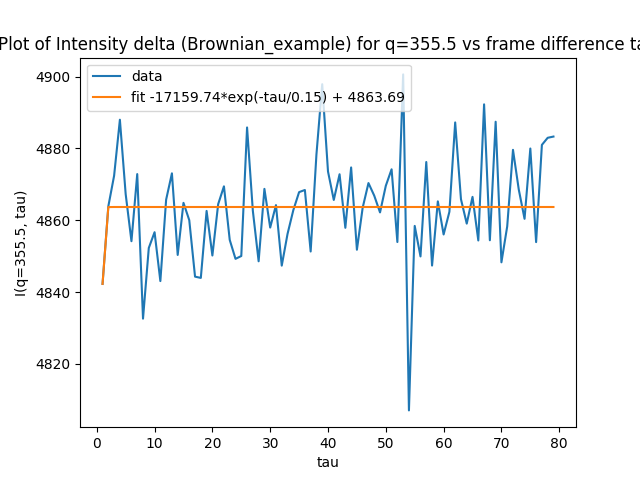 Plot of Intensity delta (Brownian_example) for q=355.5 vs frame difference ta
data
fit -17159.74*exp(-tau/0.15) + 4863.69
4900
4880
4860
4840
4820
I(q=355.5, tau)
0 10 20 30 40 50 60 70 80
tau